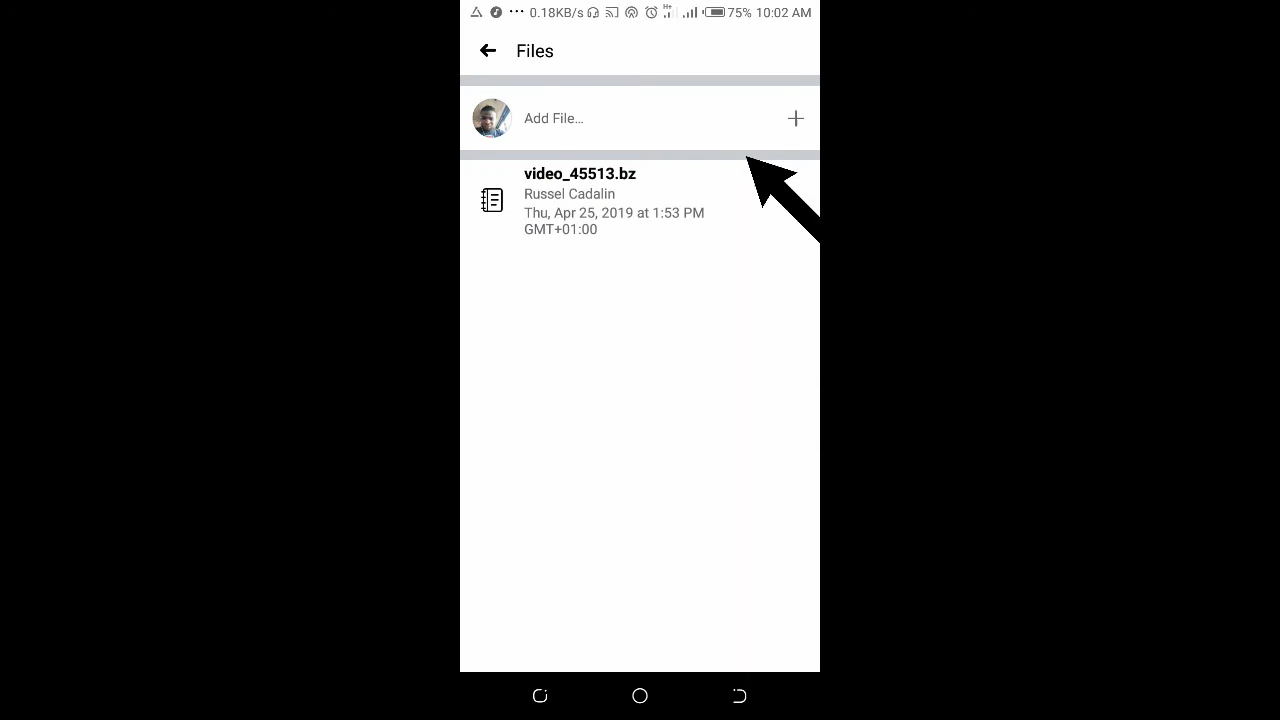 0.18KB/s H+ 75% 10:02 AM
Files
Add File...
video_45513.bz
Russel Cadalin
Thu, Apr 25, 2019 at 1:53 PM
GMT+01:00